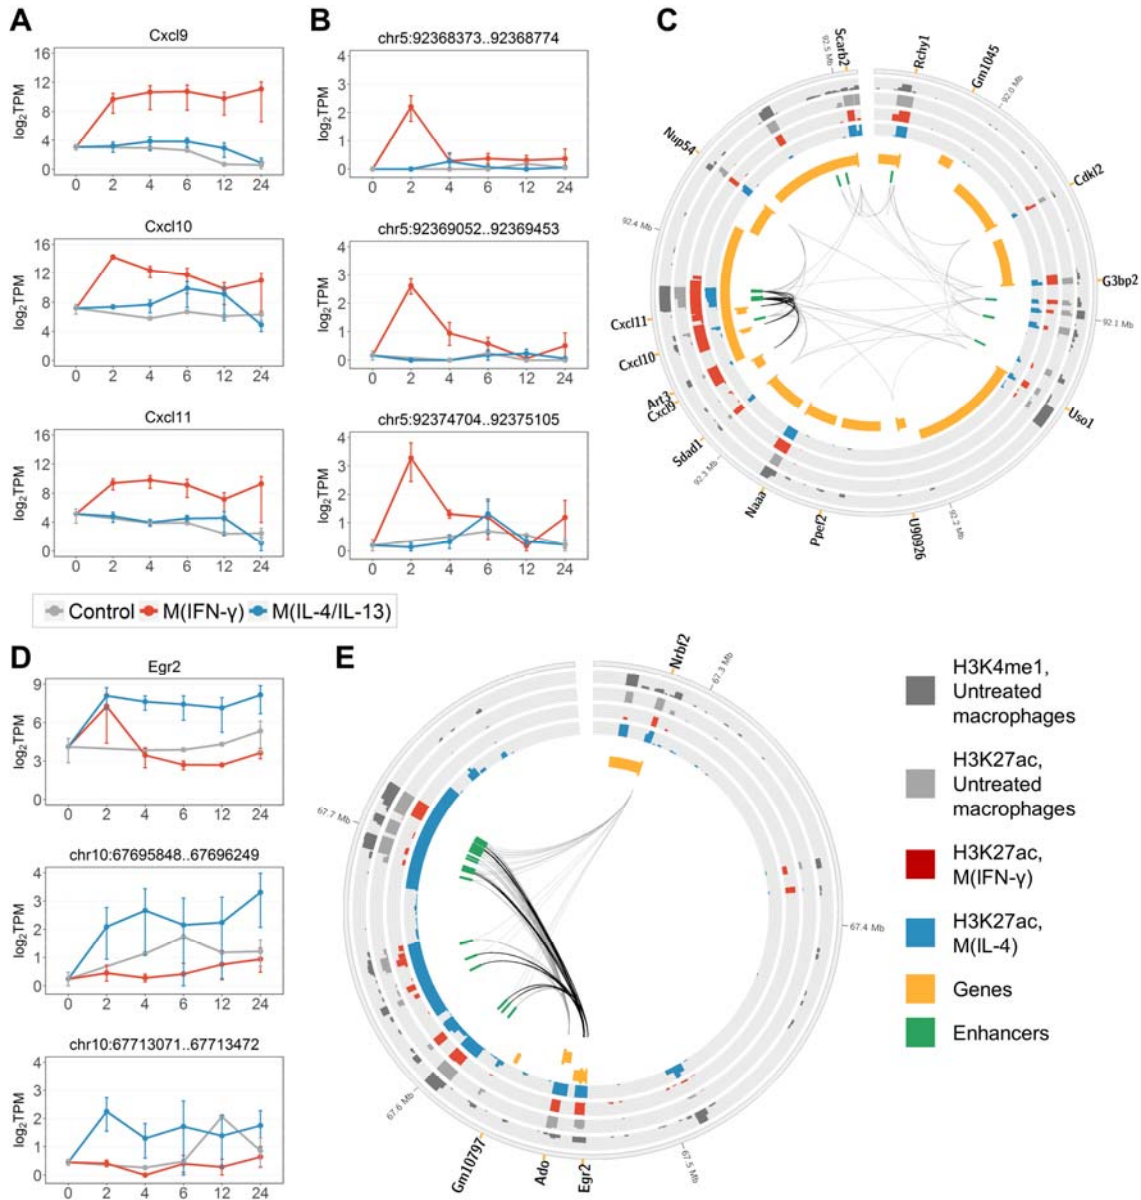 A
B
C
Cxcl9
log2TPM
16
12
8
4
0
0 2 4 6 12 24
Cxcl10
log2TPM
16
12
8
4
0
0 2 4 6 12 24
Cxcl11
log2TPM
16
12
8
4
0
0 2 4 6 12 24
chr5:92368373..92368774
log2TPM
4
3
2
1
0
0 2 4 6 12 24
chr5:92369052..92369453
log2TPM
4
3
2
1
0
0 2 4 6 12 24
chr5:92374704..92375105
log2TPM
4
3
2
1
0
0 2 4 6 12 24
Scarb2
92.5 Mb
Rchy1
Gm1045
92.0 Mb
Cdkl2
G3bp2
92.1 Mb
Uso1
92.2 Mb
U90926
Ppef2
Naaa
92.3 Mb
Sdad1
Cxcl9
Art3
Cxcl10
Cxcl11
92.4 Mb
Nup54
Control M(IFN-γ) M(IL-4/IL-13)
D
E
Egr2
log2TPM
9
6
3
0
0 2 4 6 12 24
chr10:67695848..67696249
log2TPM
4
3
2
1
0
0 2 4 6 12 24
chr10:67713071..67713472
log2TPM
4
3
2
1
0
0 2 4 6 12 24
Nrbf2
67.3 Mb
67.4 Mb
67.5 Mb
Egr2
Ado
Gm10797
67.6 Mb
67.7 Mb
H3K4me1,
Untreated
macrophages
H3K27ac,
Untreated
macrophages
H3K27ac,
M(IFN-γ)
H3K27ac,
M(IL-4)
Genes
Enhancers